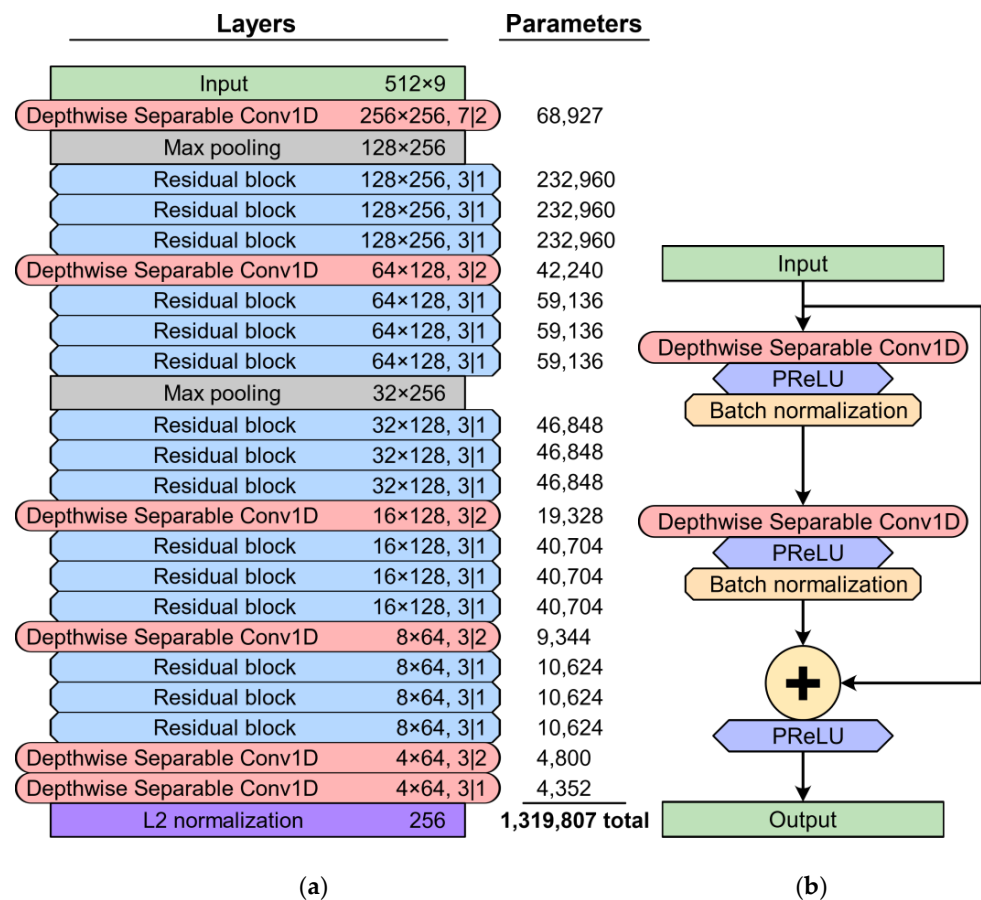 Layers Parameters
Input 512×9
Depthwise Separable Conv1D 256×256, 7|2 68,927
Max pooling 128×256
Residual block 128×256, 3|1 232,960
Residual block 128×256, 3|1 232,960
Residual block 128×256, 3|1 232,960
Depthwise Separable Conv1D 64×128, 3|2 42,240
Residual block 64×128, 3|1 59,136
Residual block 64×128, 3|1 59,136
Residual block 64×128, 3|1 59,136
Max pooling 32×256
Residual block 32×128, 3|1 46,848
Residual block 32×128, 3|1 46,848
Residual block 32×128, 3|1 46,848
Depthwise Separable Conv1D 16×128, 3|2 19,328
Residual block 16×128, 3|1 40,704
Residual block 16×128, 3|1 40,704
Residual block 16×128, 3|1 40,704
Depthwise Separable Conv1D 8×64, 3|2 9,344
Residual block 8×64, 3|1 10,624
Residual block 8×64, 3|1 10,624
Residual block 8×64, 3|1 10,624
Depthwise Separable Conv1D 4×64, 3|2 4,800
Depthwise Separable Conv1D 4×64, 3|1 4,352
L2 normalization 256 1,319,807 total
(a)
Input
Depthwise Separable Conv1D
PReLU
Batch normalization
Depthwise Separable Conv1D
PReLU
Batch normalization
+
PReLU
Output
(b)